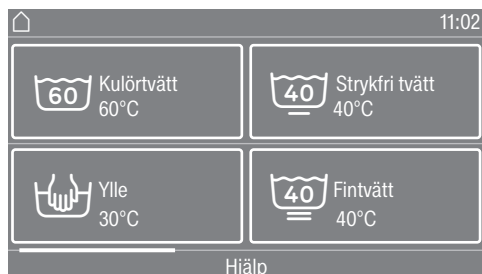 11:02
60 Kulörtvätt
60°C
40 Strykfri tvätt
40°C
Ylle
30°C
40 Fintvätt
40°C
Hjälp